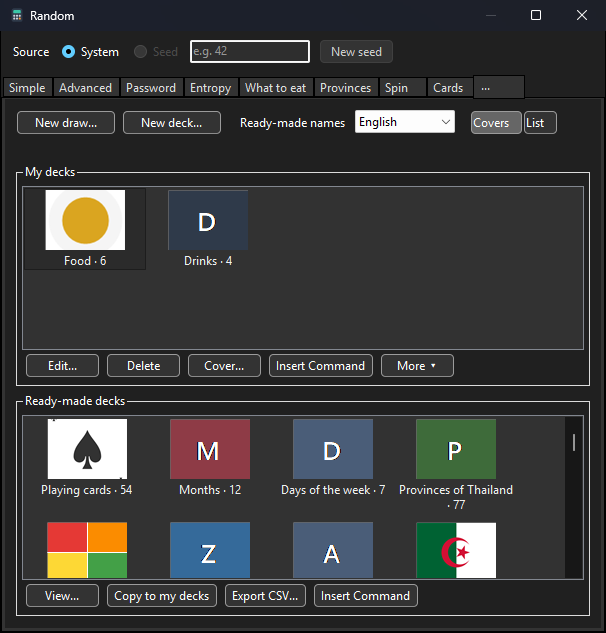 Random
Source System Seed e.g. 42 New seed
Simple Advanced Password Entropy What to eat Provinces Spin Cards ...
New draw... New deck... Ready-made names English Covers List
My decks
D
Food · 6 Drinks · 4
Edit... Delete Cover... Insert Command More
Ready-made decks
M D P
Playing cards · 54 Months · 12 Days of the week · 7 Provinces of Thailand
· 77
Z A
View... Copy to my decks Export CSV... Insert Command